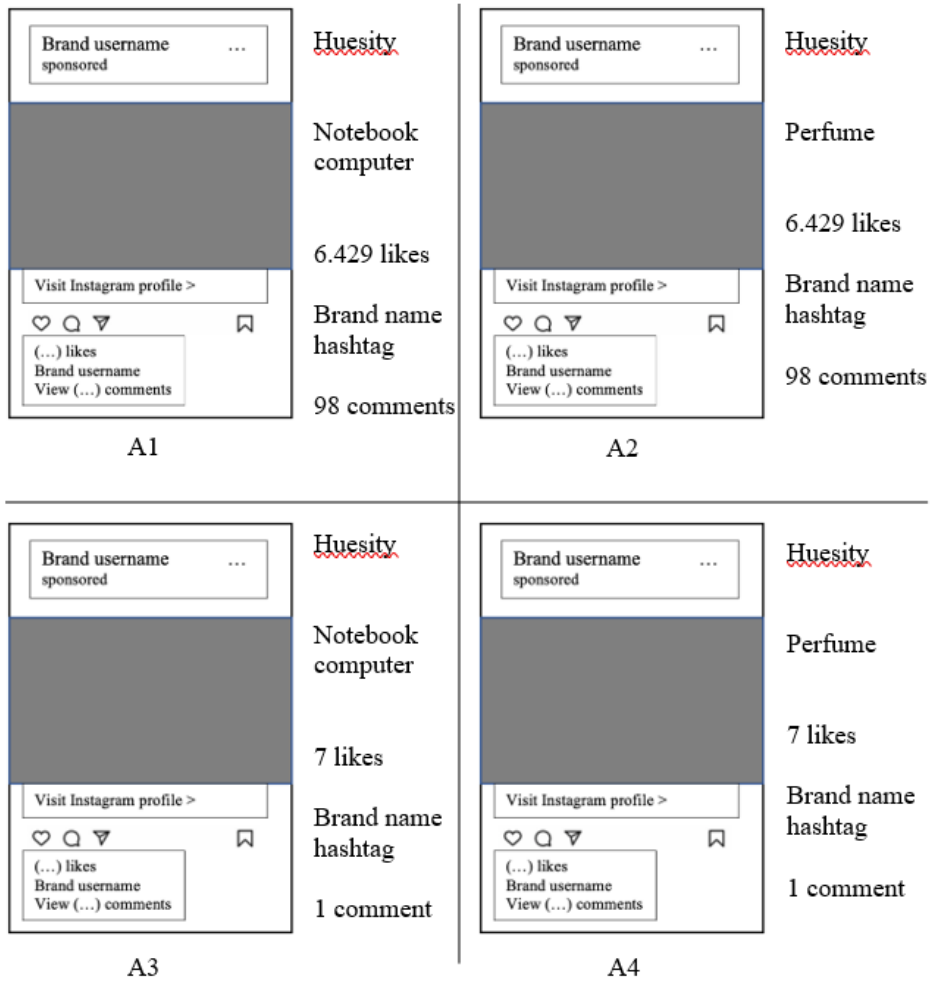 Brand username ...
sponsored
Visit Instagram profile >
(...) likes
Brand username
View (...) comments
Huesity
Notebook
computer
6.429 likes
Brand name
hashtag
98 comments
A1
Brand username ...
sponsored
Visit Instagram profile >
(...) likes
Brand username
View (...) comments
Huesity
Perfume
6.429 likes
Brand name
hashtag
98 comments
A2
Brand username ...
sponsored
Visit Instagram profile >
(...) likes
Brand username
View (...) comments
Huesity
Notebook
computer
7 likes
Brand name
hashtag
1 comment
A3
Brand username ...
sponsored
Visit Instagram profile >
(...) likes
Brand username
View (...) comments
Huesity
Perfume
7 likes
Brand name
hashtag
1 comment
A4